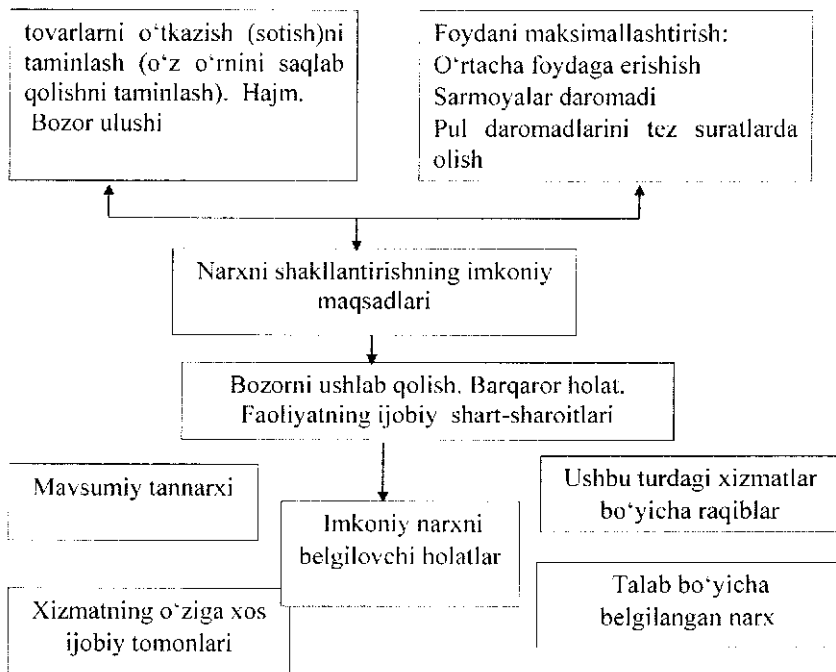 tovarlarni o‘tkazish (sotish)ni
taminlash (o‘z o‘rnini saqlab
qolishni taminlash). Hajm.
Bozor ulushi
Foydani maksimallashtirish:
O‘rtacha foydaga erishish
Sarmoyalar daromadi
Pul daromadlarini tez suratlarda
olish
Narxni shakllantirishning imkoniy
maqsadlari
Bozorni ushlab qolish. Barqaror holat.
Faoliyatning ijobiy shart-sharoitlari
Mavsumiy tannarxi
Ushbu turdagi xizmatlar
bo‘yicha raqiblar
Imkoniy narxni
belgilovchi holatlar
Xizmatning o‘ziga xos
ijobiy tomonlari
Talab bo‘yicha
belgilangan narx